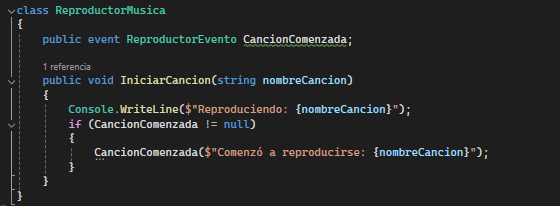 class ReproductorMusica
{
public event ReproductorEvento CancionComenzada;
1 referencia
public void IniciarCancion(string nombreCancion)
{
Console.WriteLine($"Reproduciendo: {nombreCancion}");
if (CancionComenzada != null)
{
CancionComenzada($"Comenzó a reproducirse: {nombreCancion}");
}
}
}